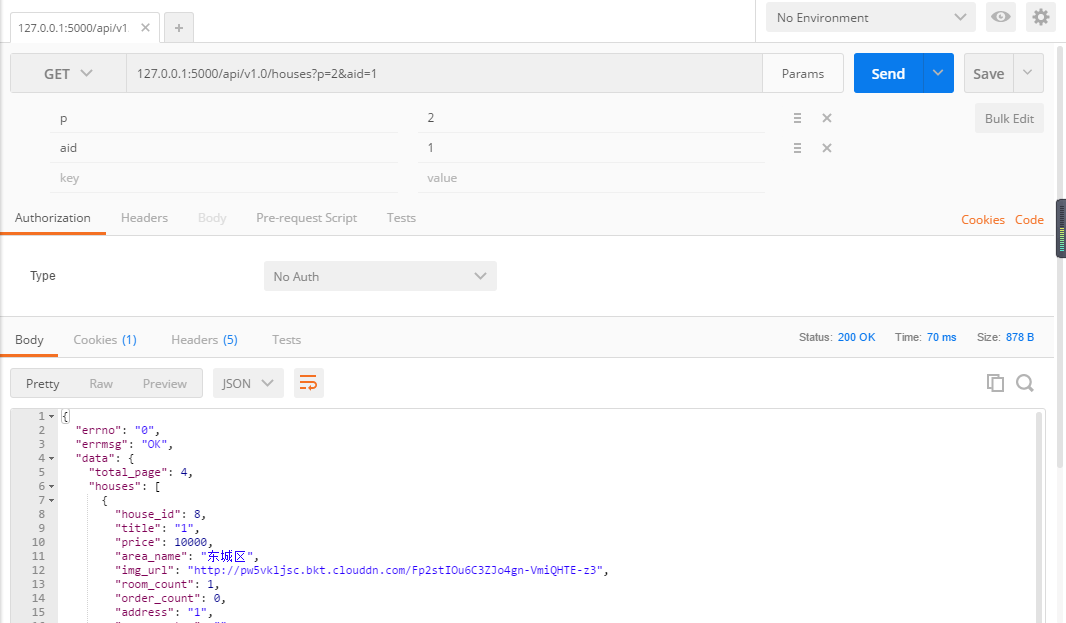 127.0.0.1:5000/api/v1
No Environment
GET
127.0.0.1:5000/api/v1.0/houses?p=2&aid=1
Params
Send
Save
p
2
Bulk Edit
aid
1
key
value
Authorization
Headers
Body
Pre-request Script
Tests
Cookies
Code
Type
No Auth
Body
Cookies (1)
Headers (5)
Tests
Status: 200 OK
Time: 70 ms
Size: 878 B
Pretty
Raw
Preview
JSON
1 {
2 "errno": "0",
3 "errmsg": "OK",
4 "data": {
5 "total_page": 4,
6 "houses": [
7 {
8 "house_id": 8,
9 "title": "1",
10 "price": 10000,
11 "area_name": "东城区",
12 "img_url": "http://pw5vkljsc.bkt.clouddn.com/Fp2stIOu6C3ZJo4gn-VmiQHTE-z3",
13 "room_count": 1,
14 "order_count": 0,
15 "address": "1",